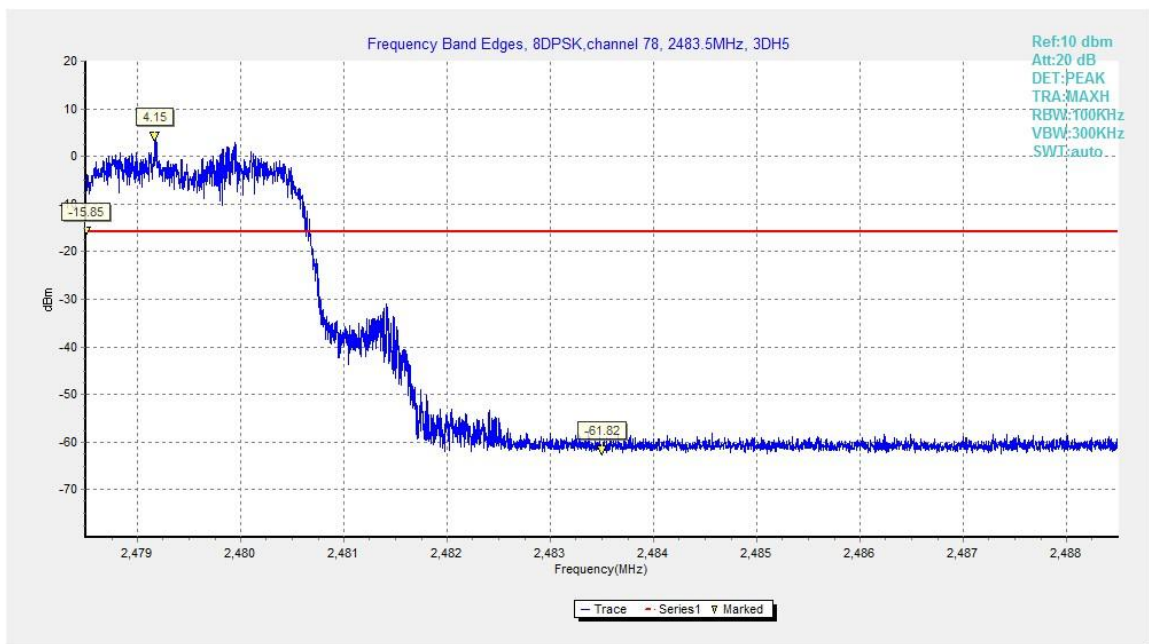 Frequency Band Edges, 8DPSK,channel 78, 2483.5MHz, 3DH5
Ref:10 dbm
Att:20 dB
DET:PEAK
TRA:MAXH
RBW:100KHz
VBW:300KHz
SWT:auto
20
10
0
-20
-30
-40
-50
-60
-70
dBm
4.15
-15.85
-61.82
2,479
2,480
2,481
2,482
2,483
2,484
2,485
2,486
2,487
2,488
Frequency(MHz)
Trace
Series1
Marked